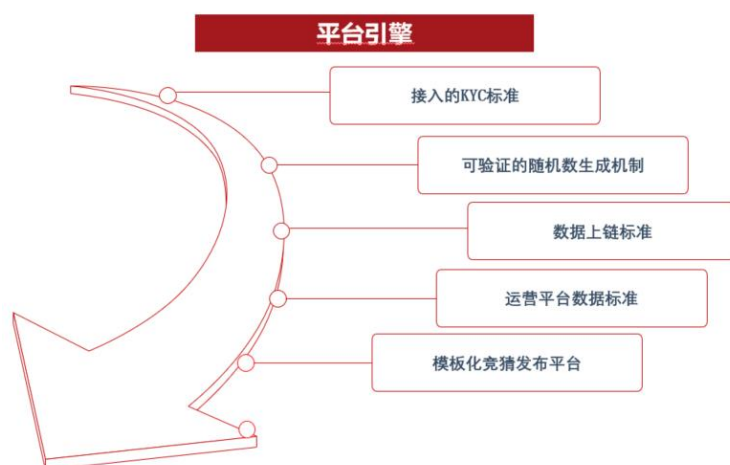 平台引擎
接入的KYC标准
可验证的随机数生成机制
数据上链标准
运营平台数据标准
模板化竞猜发布平台